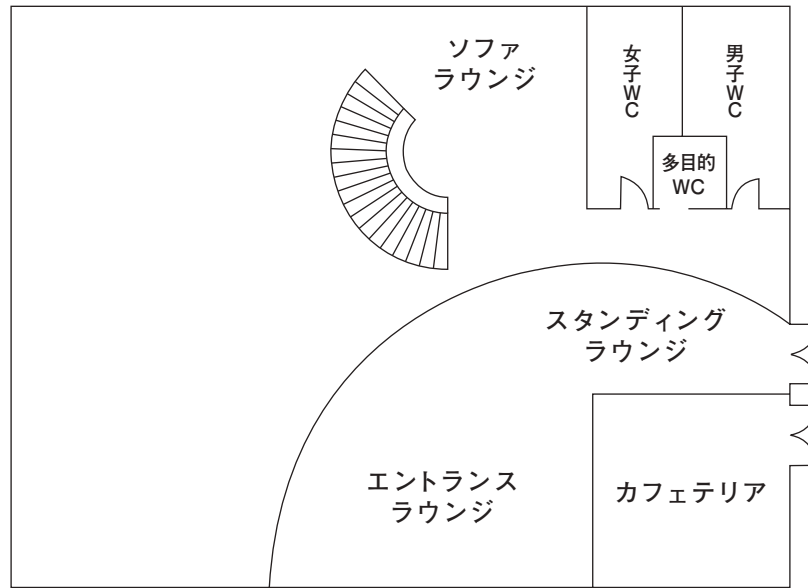 ソファ
ラウンジ
女子WC
男子WC
多目的
WC
スタンディング
ラウンジ
エントランス
ラウンジ
カフェテリア